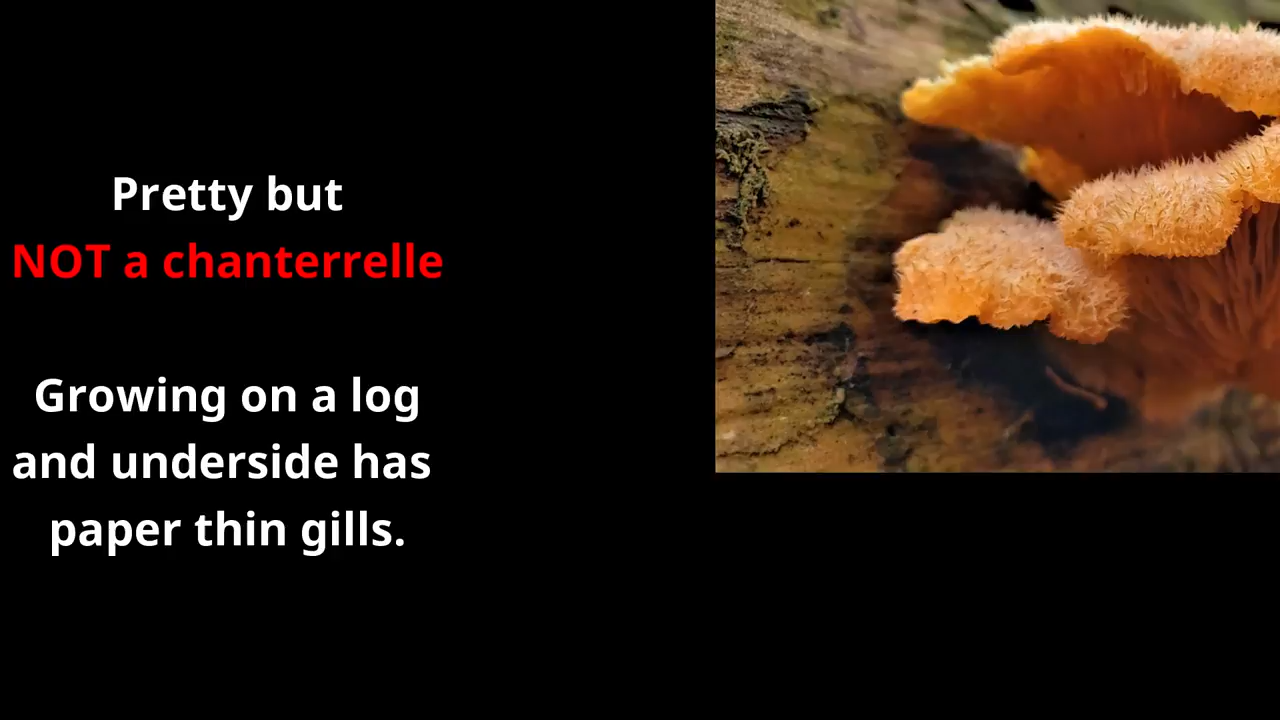 Pretty but
NOT a chanterrelle
Growing on a log
and underside has
paper thin gills.